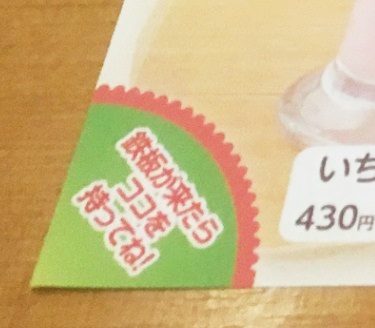 鉄板が来たら
ココを
持ってね!
いち
430円